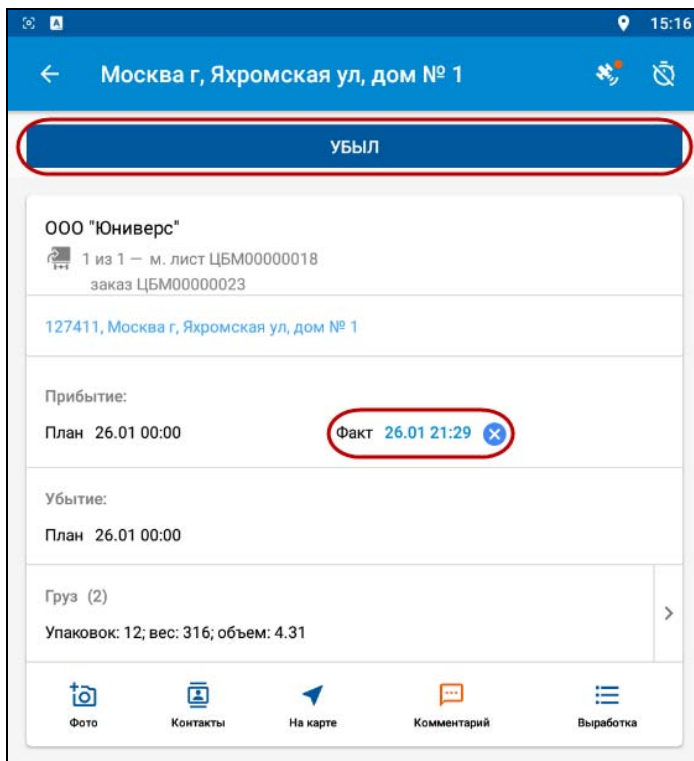 A 15:16
Москва г, Яхромская ул, дом № 1
УБЫЛ
ООО "Юниверс"
1 из 1 — м. лист ЦБМ00000018
заказ ЦБМ00000023
127411, Москва г, Яхромская ул, дом № 1
Прибытие:
План 26.01 00:00 Факт 26.01 21:29
Убытие:
План 26.01 00:00
Груз (2)
Упаковок: 12; вес: 316; объем: 4.31
Фото Контакты На карте Комментарий Выработка